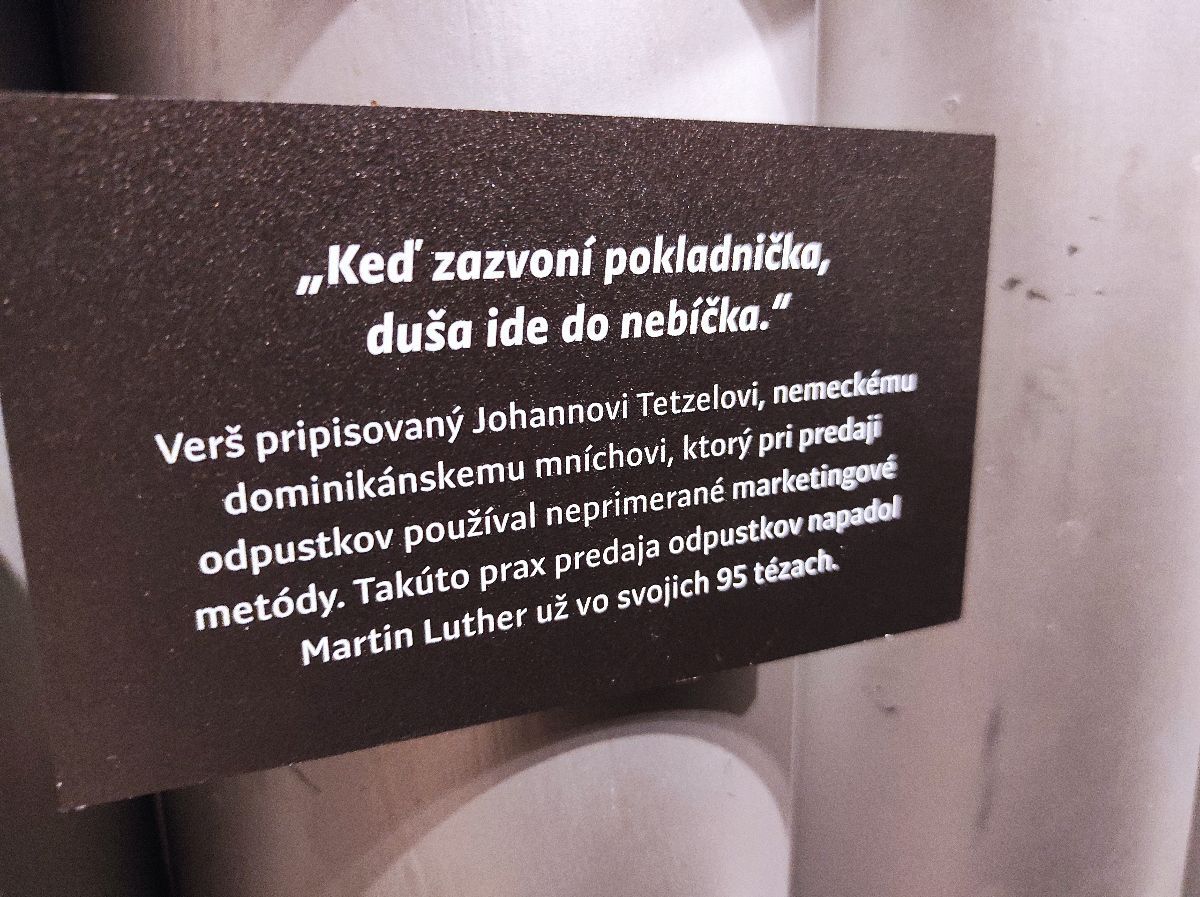 „Keď zazvoní pokladnička,
duša ide do nebíčka.“
Verš pripisovaný Johannovi Tetzelovi, nemeckému
dominikánskemu mníchovi, ktorý pri predaji
odpustkov používal neprimerané marketingové
metódy. Takúto prax predaja odpustkov napadol
Martin Luther už vo svojich 95 tézach.